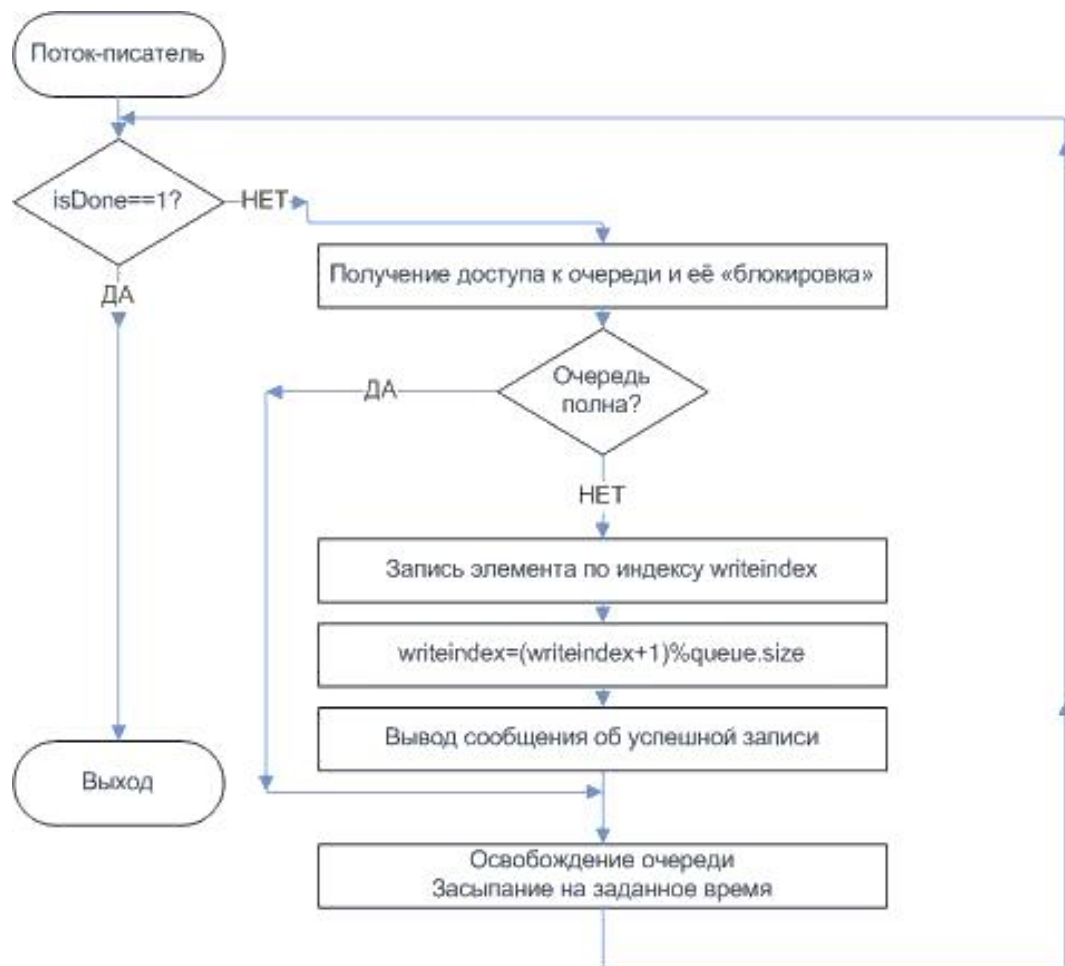 Поток-писатель
isDone==1?
НЕТ
ДА
Получение доступа к очереди и её «блокировка»
Очередь
полна?
ДА
НЕТ
Запись элемента по индексу writeindex
writeindex=(writeindex+1)%queue.size
Вывод сообщения об успешной записи
Выход
Освобождение очереди
Засыпание на заданное время